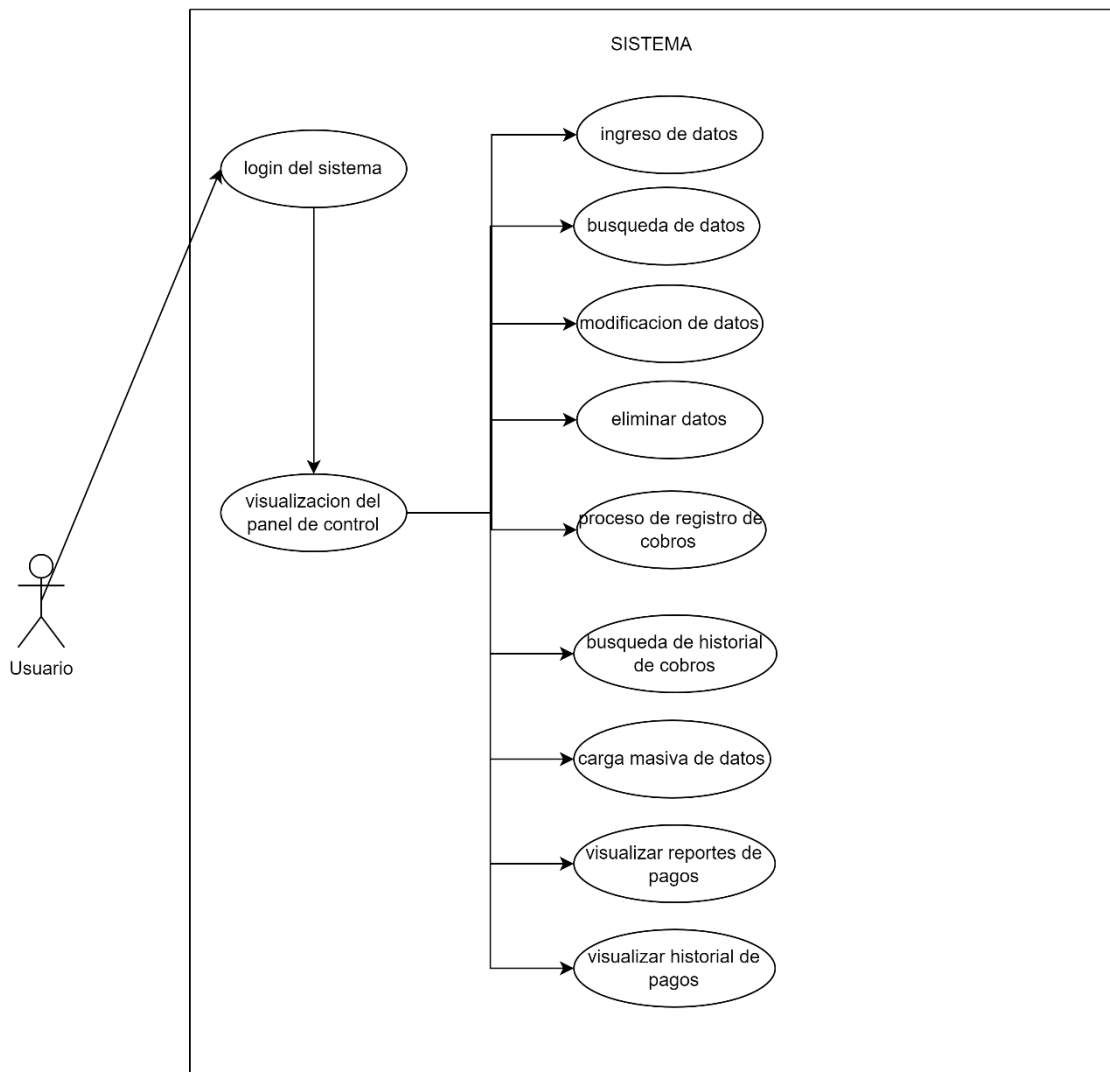 SISTEMA
login del sistema
visualizacion del
panel de control
Usuario
ingreso de datos
busqueda de datos
modificacion de datos
eliminar datos
proceso de registro de
cobros
busqueda de historial
de cobros
carga masiva de datos
visualizar reportes de
pagos
visualizar historial de
pagos